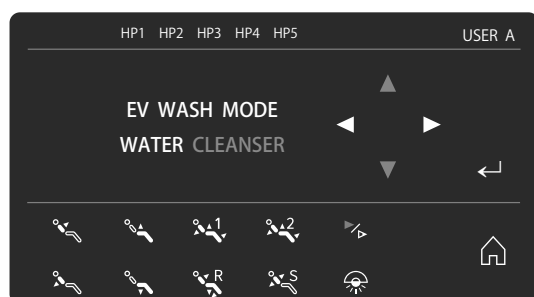 HP1 HP2 HP3 HP4 HP5 USER A
EV WASH MODE
WATER CLEANSER
1 2
R S